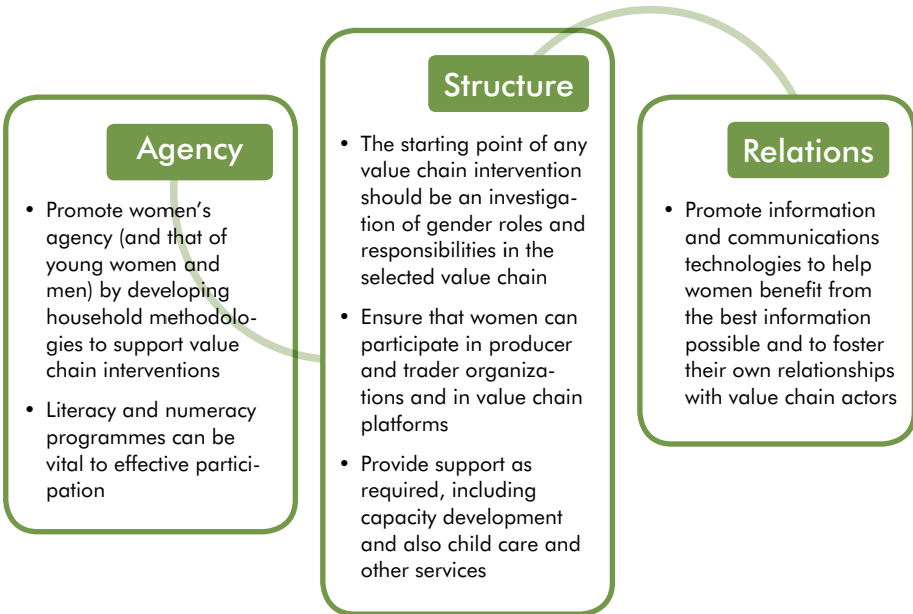 Agency
• Promote women's
agency (and that of
young women and
men) by developing
household methodolo-
gies to support value
chain interventions
• Literacy and numeracy
programmes can be
vital to effective partici-
pation
Structure
• The starting point of any
value chain intervention
should be an investiga-
tion of gender roles and
responsibilities in the
selected value chain
• Ensure that women can
participate in producer
and trader organiza-
tions and in value chain
platforms
• Provide support as
required, including
capacity development
and also child care and
other services
Relations
• Promote information
and communications
technologies to help
women benefit from
the best information
possible and to foster
their own relationships
with value chain actors